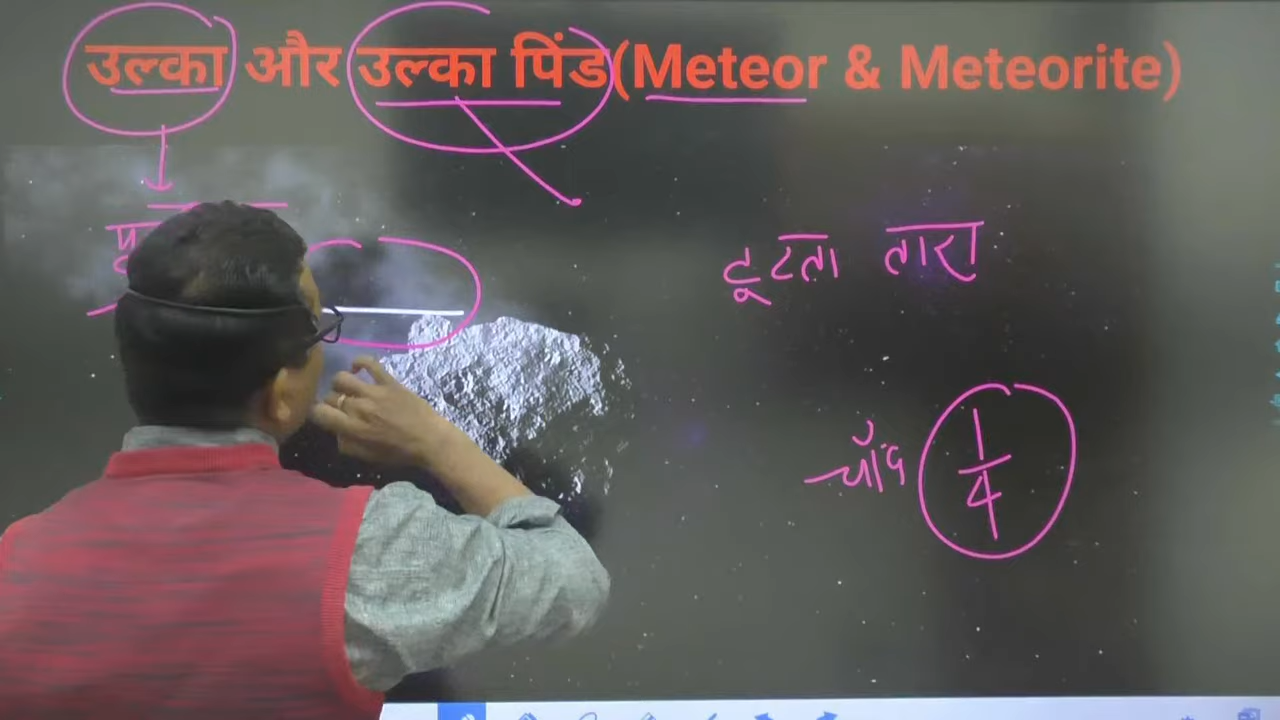 उल्का और उल्का पिंड(Meteor & Meteorite)
टूटता तारा
चाँद 1/4